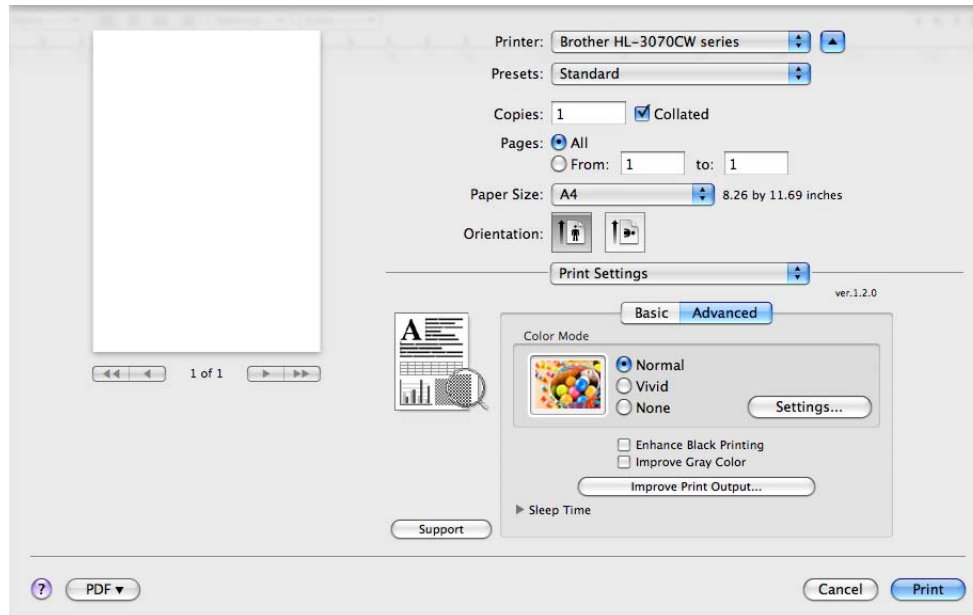 Printer: Brother HL-3070CW series
Presets: Standard
Copies: 1 Collated
Pages: All
From: 1 to: 1
Paper Size: A4 8.26 by 11.69 inches
Orientation:
Print Settings
ver.1.2.0
Basic Advanced
Color Mode
Normal
Vivid
None Settings...
Enhance Black Printing
Improve Gray Color
Improve Print Output...
Sleep Time
Support
1 of 1
? PDF▼ Cancel Print
A